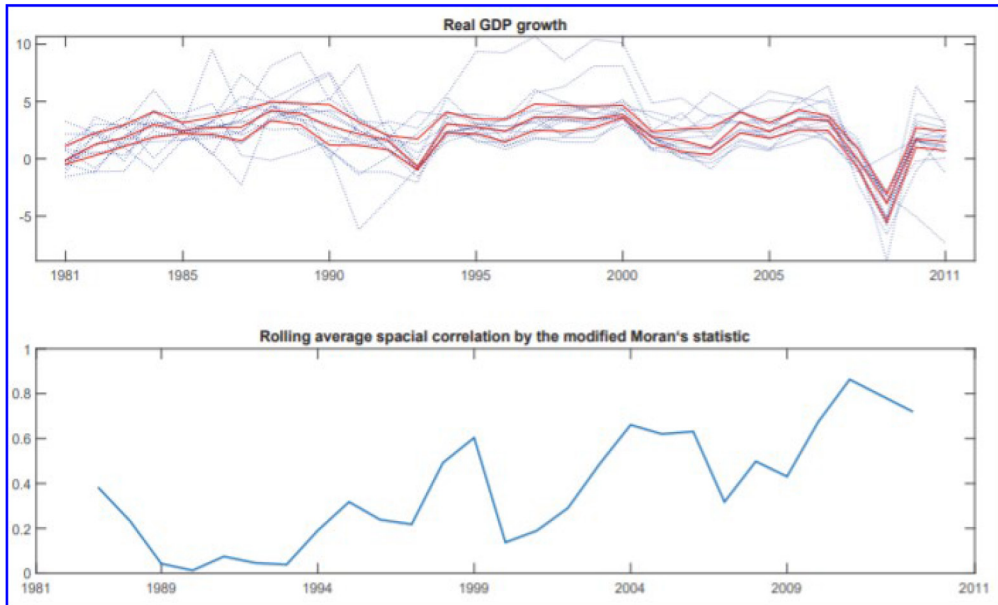 Real GDP growth
10
5
0
-5
1981 1985 1990 1995 2000 2005 2011
Rolling average spacial correlation by the modified Moran‘s statistic
1
0.8
0.6
0.4
0.2
0
1981 1989 1994 1999 2004 2009 2011